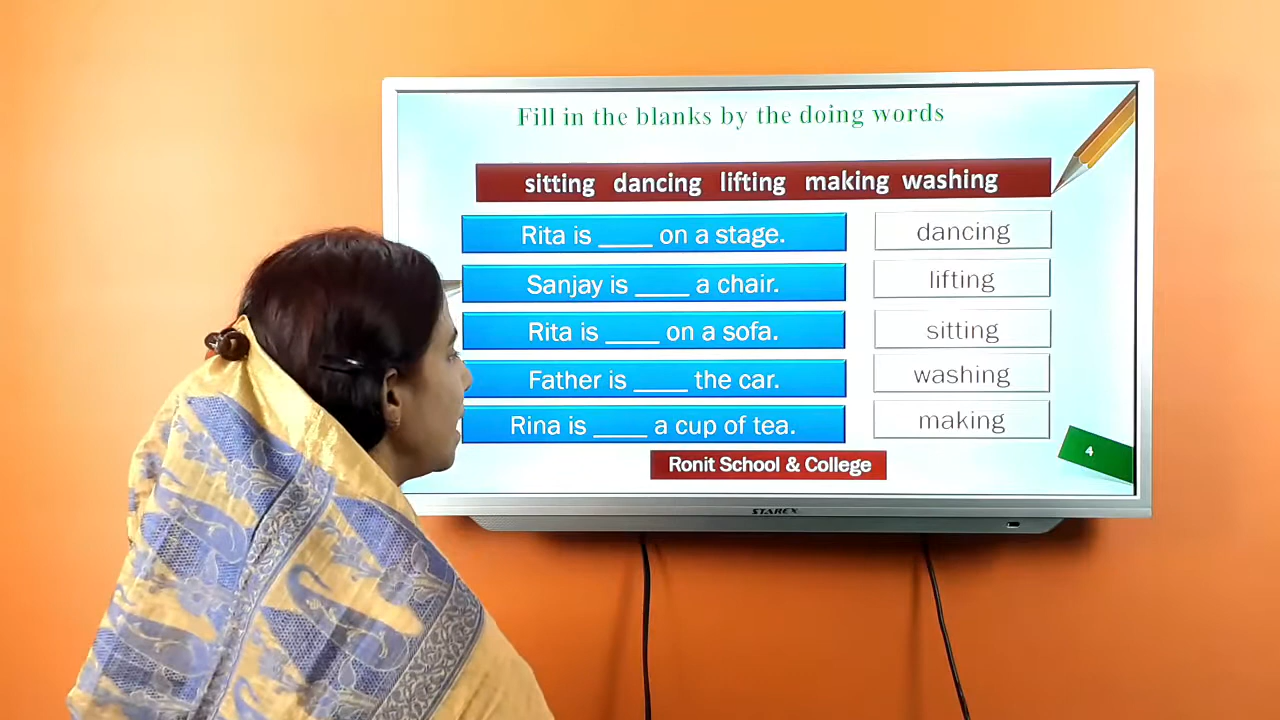 Fill in the blanks by the doing words
sitting dancing lifting making washing
Rita is ____ on a stage.
dancing
Sanjay is ____ a chair.
lifting
Rita is ____ on a sofa.
sitting
Father is ____ the car.
washing
Rina is ____ a cup of tea.
making
4
Ronit School & College
STAREX